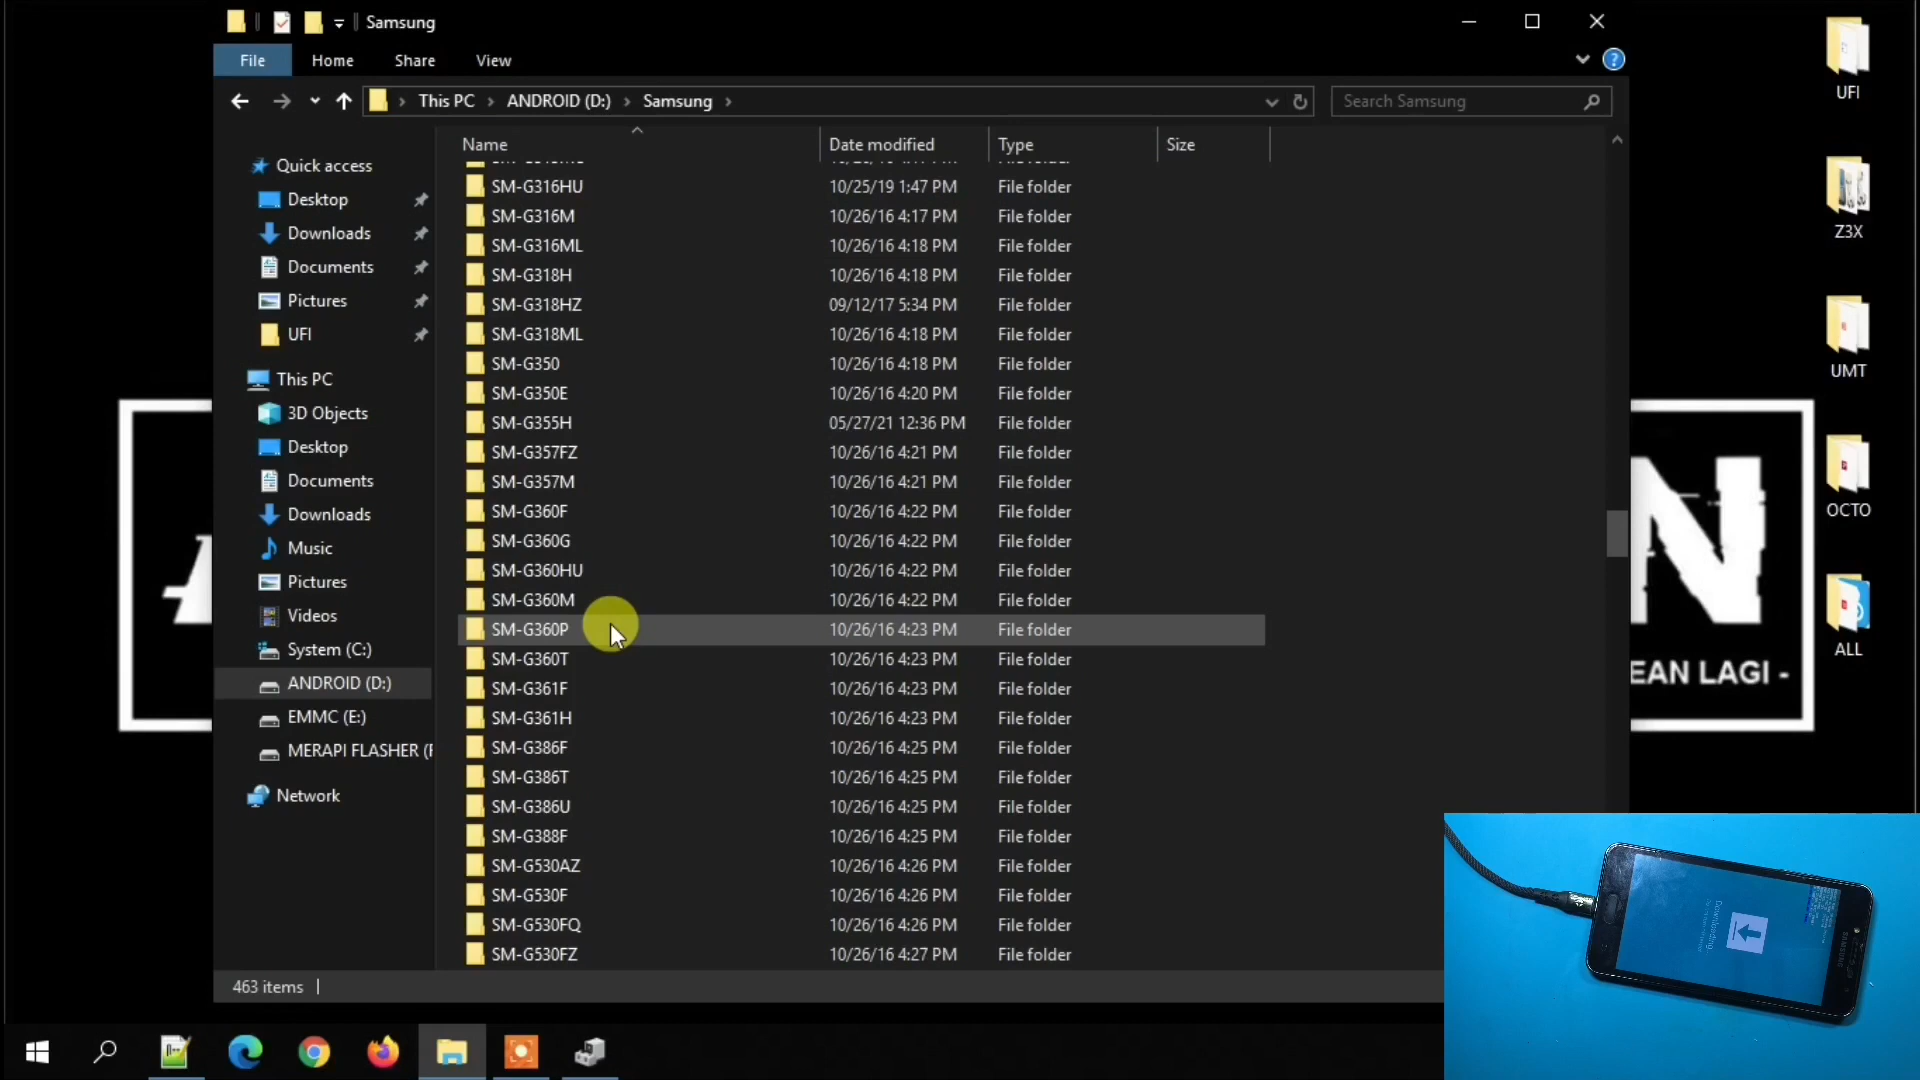 Samsung
File Home Share View
This PC ANDROID (D:) Samsung
Search Samsung
Name Date modified Type Size
SM-G316HU 10/25/19 1:47 PM File folder
SM-G316M 10/26/16 4:17 PM File folder
SM-G316ML 10/26/16 4:18 PM File folder
SM-G318H 10/26/16 4:18 PM File folder
SM-G318HZ 09/12/17 5:34 PM File folder
SM-G318ML 10/26/16 4:18 PM File folder
SM-G350 10/26/16 4:18 PM File folder
SM-G350E 10/26/16 4:20 PM File folder
SM-G355H 05/27/21 12:36 PM File folder
SM-G357FZ 10/26/16 4:21 PM File folder
SM-G357M 10/26/16 4:21 PM File folder
SM-G360F 10/26/16 4:22 PM File folder
SM-G360G 10/26/16 4:22 PM File folder
SM-G360HU 10/26/16 4:22 PM File folder
SM-G360M 10/26/16 4:22 PM File folder
SM-G360P 10/26/16 4:23 PM File folder
SM-G360T 10/26/16 4:23 PM File folder
SM-G361F 10/26/16 4:23 PM File folder
SM-G361H 10/26/16 4:23 PM File folder
SM-G386F 10/26/16 4:25 PM File folder
SM-G386T 10/26/16 4:25 PM File folder
SM-G386U 10/26/16 4:25 PM File folder
SM-G388F 10/26/16 4:25 PM File folder
SM-G530AZ 10/26/16 4:26 PM File folder
SM-G530F 10/26/16 4:26 PM File folder
SM-G530FQ 10/26/16 4:26 PM File folder
SM-G530FZ 10/26/16 4:27 PM File folder
Quick access
Desktop
Downloads
Documents
Pictures
UFI
This PC
3D Objects
Desktop
Documents
Downloads
Music
Pictures
Videos
System (C:)
ANDROID (D:)
EMMC (E:)
MERAPI FLASHER (F
Network
463 items
UFI
Z3X
UMT
OCTO
ALL
N
EAN LAGI -
Downloading
SAMSUNG